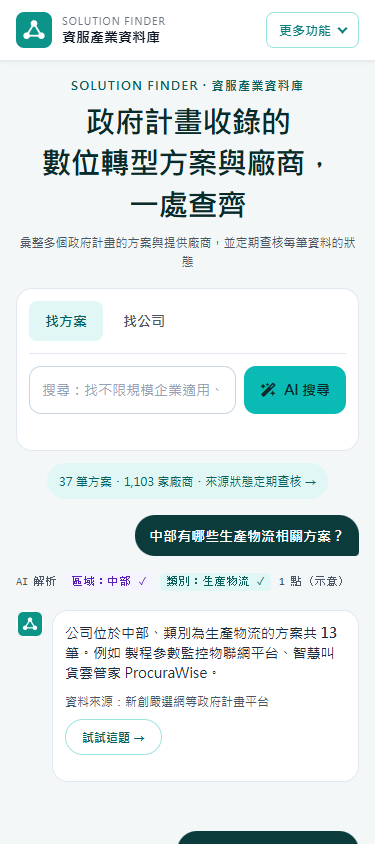 SOLUTION FINDER
資服產業資料庫
更多功能
SOLUTION FINDER · 資服產業資料庫
政府計畫收錄的
數位轉型方案與廠商，
一處查齊
彙整多個政府計畫的方案與提供廠商，並定期查核每筆資料的狀
態
找方案 找公司
搜尋：找不限規模企業適用、
AI 搜尋
37 筆方案 · 1,103 家廠商 · 來源狀態定期查核 →
中部有哪些生產物流相關方案？
AI 解析 區域：中部 ✓ 類別：生產物流 ✓ 1 點（示意）
公司位於中部、類別為生產物流的方案共 13
筆。例如 製程參數監控物聯網平台、智慧叫
貨雲管家 ProcuraWise。
資料來源：新創嚴選網等政府計畫平台
試試這題 →